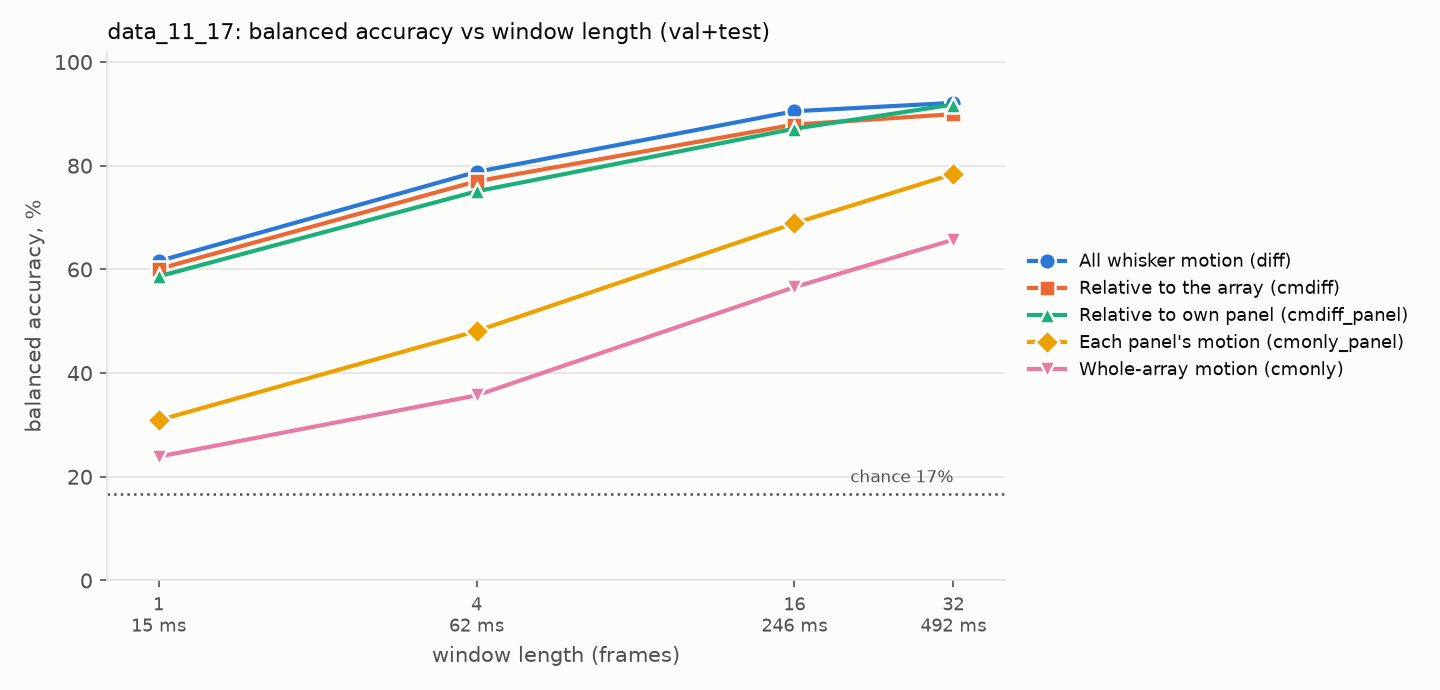 data_11_17: balanced accuracy vs window length (val+test)
100
80
60
40
20
0
balanced accuracy, %
chance 17%
1
15 ms
4
62 ms
16
246 ms
32
492 ms
window length (frames)
All whisker motion (diff)
Relative to the array (cmdiff)
Relative to own panel (cmdiff_panel)
Each panel's motion (cmonly_panel)
Whole-array motion (cmonly)